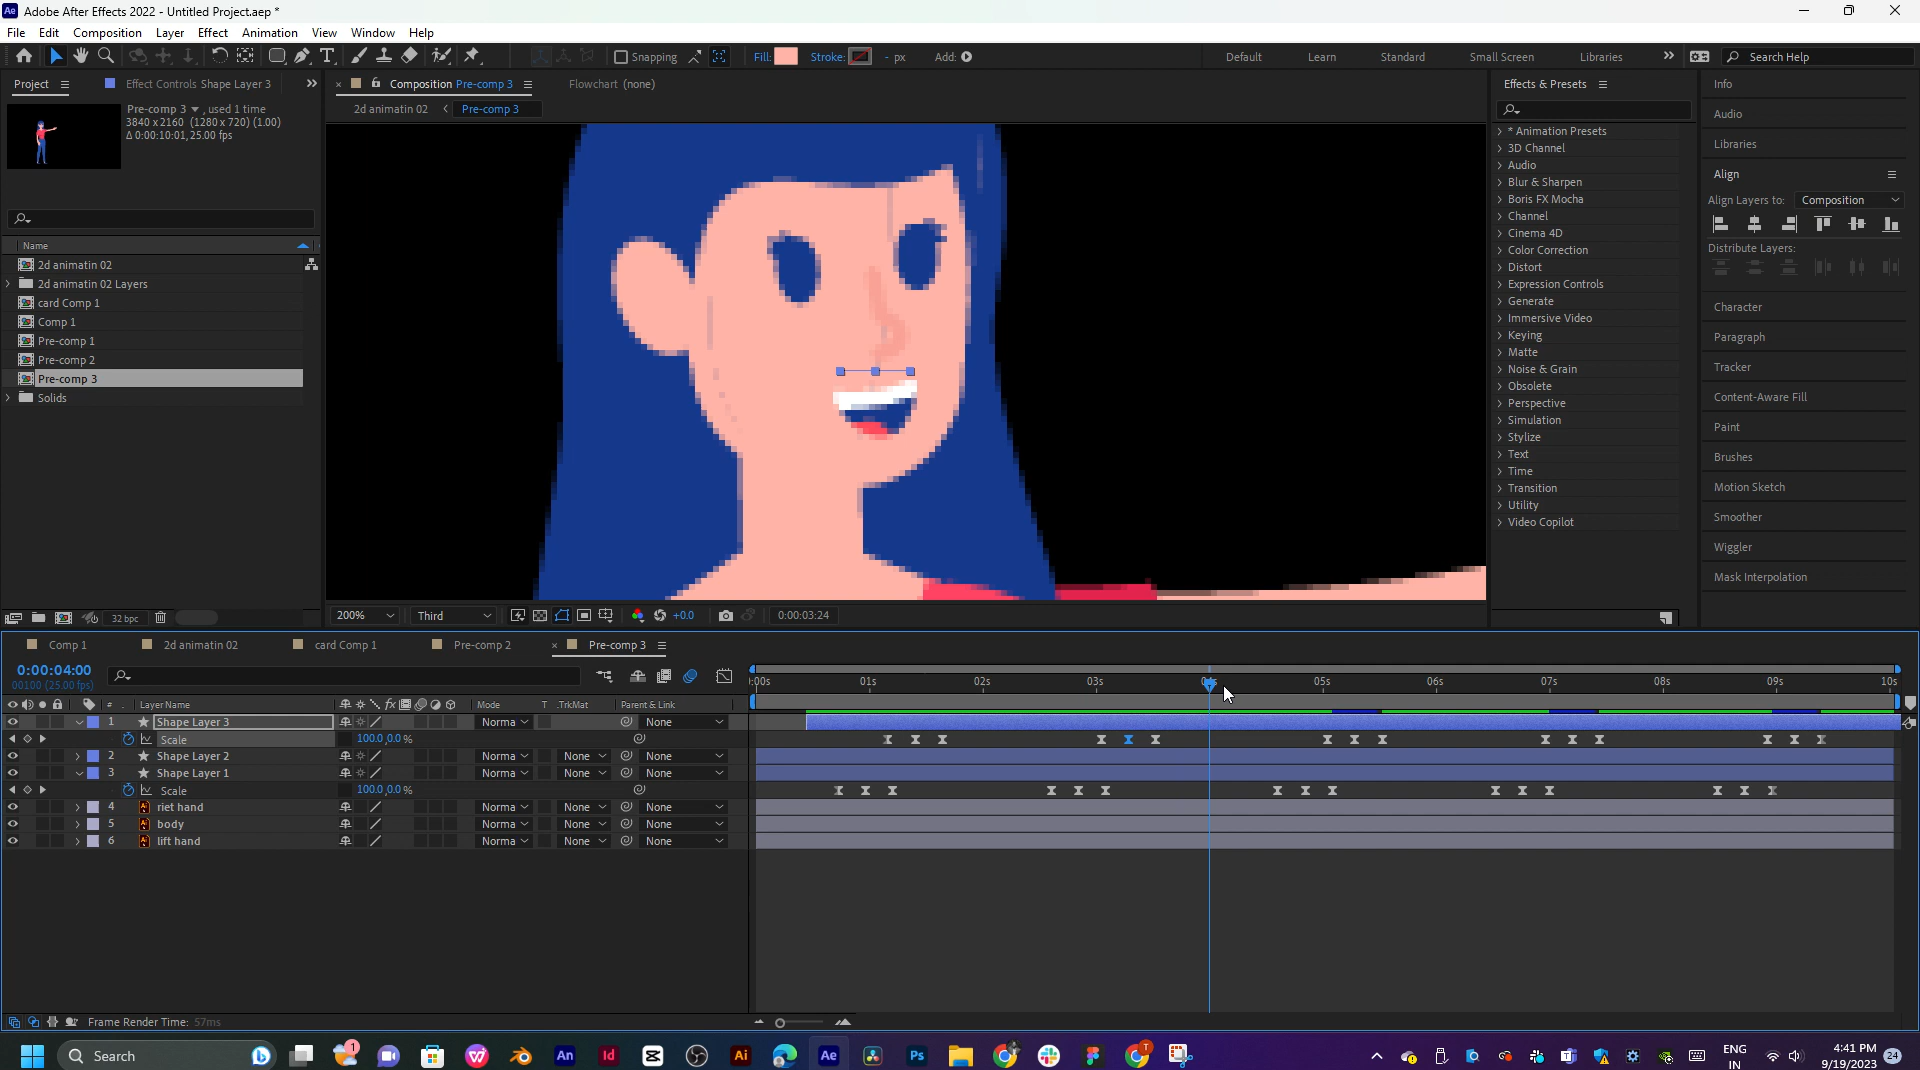 Adobe After Effects 2022 - Untitled Project.aep *
File Edit Composition Layer Effect Animation View Window Help
Snapping Fill: Stroke: - px Add: Default Learn Standard Small Screen Libraries Search Help
Project Effect Controls Shape Layer 3
Composition Pre-comp 3 Flowchart (none)
2d animatin 02 Pre-comp 3
Pre-comp 3 , used 1 time
3840 x 2160 (1280 x 720) (1.00)
Δ 0:00:10:01, 25.00 fps
Name
2d animatin 02
2d animatin 02 Layers
card Comp 1
Comp 1
Pre-comp 1
Pre-comp 2
Pre-comp 3
Solids
32 bpc
200% Third +0.0 0:00:03:24
Effects & Presets
* Animation Presets
3D Channel
Audio
Blur & Sharpen
Boris FX Mocha
Channel
Cinema 4D
Color Correction
Distort
Expression Controls
Generate
Immersive Video
Keying
Matte
Noise & Grain
Obsolete
Perspective
Simulation
Stylize
Text
Time
Transition
Utility
Video Copilot
Info
Audio
Libraries
Align
Align Layers to: Composition
Distribute Layers:
Character
Paragraph
Tracker
Content-Aware Fill
Paint
Brushes
Motion Sketch
Smoother
Wiggler
Mask Interpolation
Comp 1 2d animatin 02 card Comp 1 Pre-comp 2 Pre-comp 3
0:00:04:00
00100 (25.00 fps)
:00s 01s 02s 03s 05s 06s 07s 08s 09s 10s
# Layer Name fx Mode T .TrkMat Parent & Link
1 Shape Layer 3 Norma None
Scale 100.0,0.0 %
2 Shape Layer 2 Norma None None
3 Shape Layer 1 Norma None None
Scale 100.0,0.0 %
4 riet hand Norma None None
5 body Norma None None
6 lift hand Norma None None
Frame Render Time: 57ms
Search 1 An Id Ai Ae Ps T ENG
IN 4:41 PM
9/19/2023 24